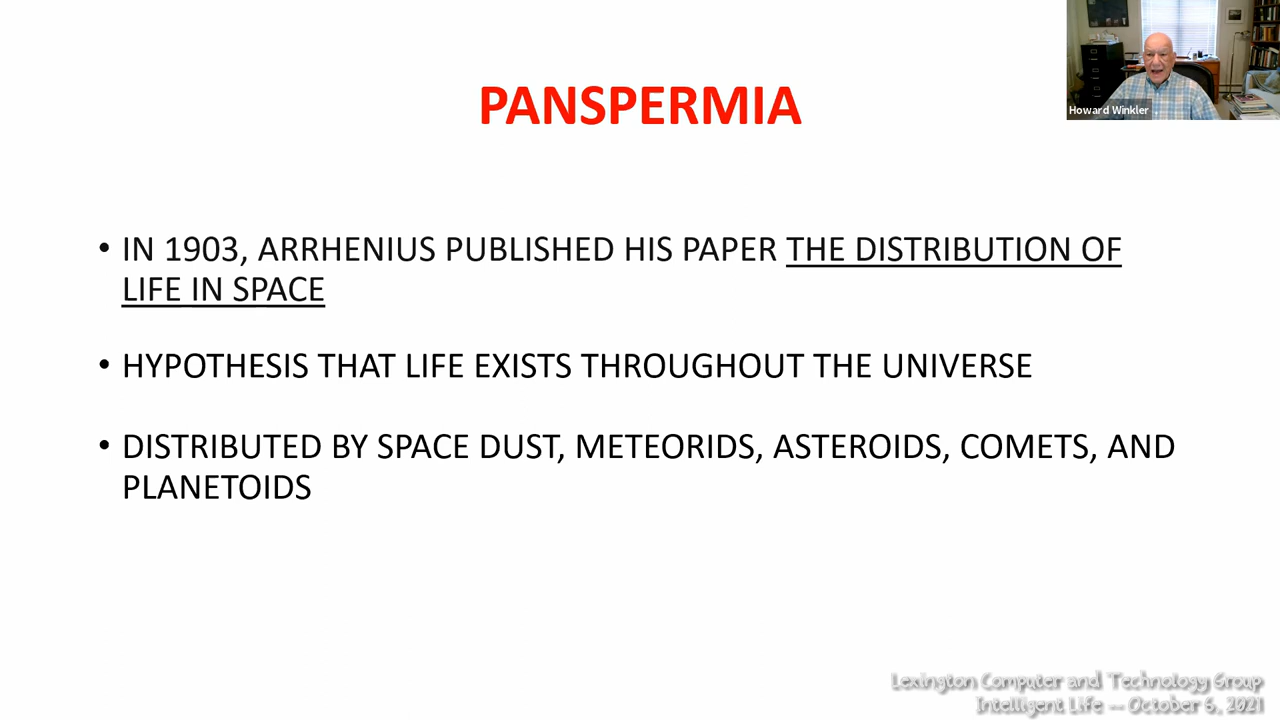 PANSPERMIA
Howard Winkler
• IN 1903, ARRHENIUS PUBLISHED HIS PAPER THE DISTRIBUTION OF
LIFE IN SPACE
• HYPOTHESIS THAT LIFE EXISTS THROUGHOUT THE UNIVERSE
• DISTRIBUTED BY SPACE DUST, METEORIDS, ASTEROIDS, COMETS, AND
PLANETOIDS
Lexington Computer and Technology Group
Intelligent Life -- October 6, 2021